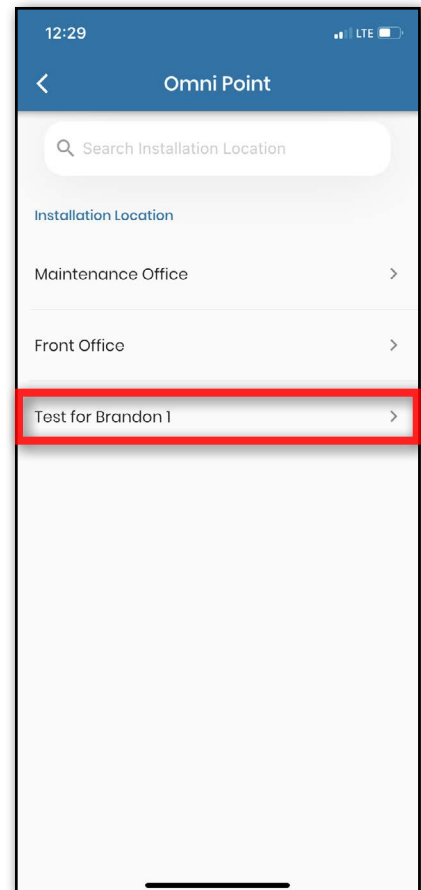 12:29
LTE
Omni Point
Search Installation Location
Installation Location
Maintenance Office
Front Office
Test for Brandon 1